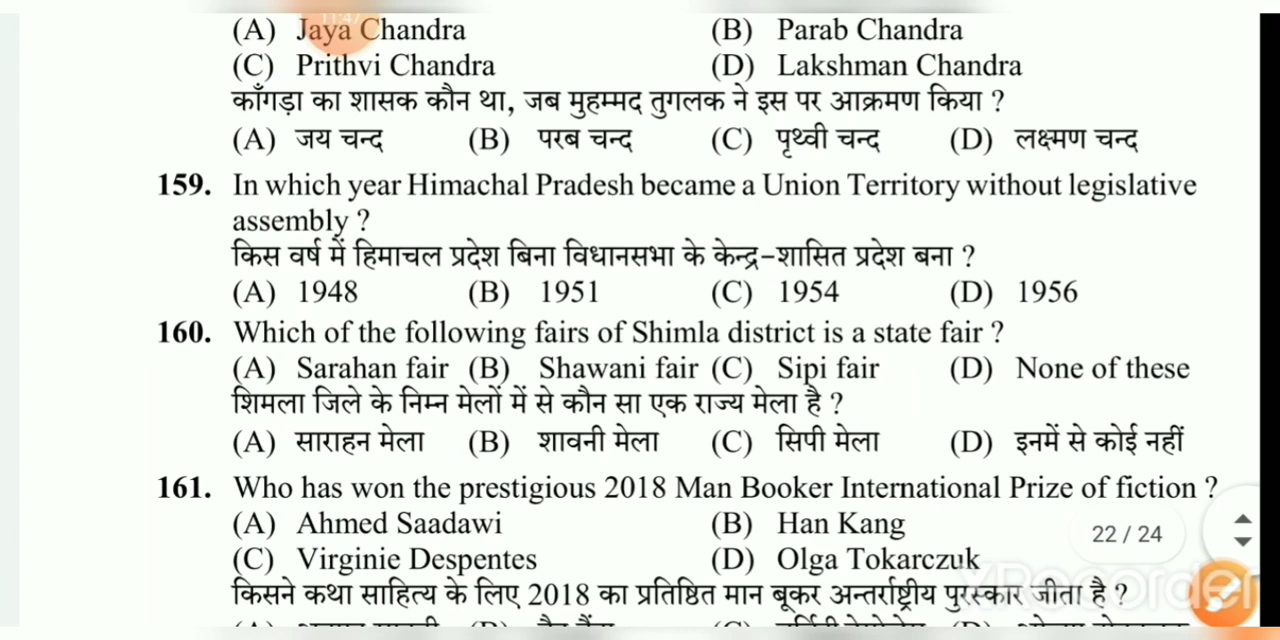 11:47
(A) Jaya Chandra (B) Parab Chandra
(C) Prithvi Chandra (D) Lakshman Chandra
काँगड़ा का शासक कौन था, जब मुहम्मद तुगलक ने इस पर आक्रमण किया ?
(A) जय चन्द (B) परब चन्द (C) पृथ्वी चन्द (D) लक्ष्मण चन्द
159. In which year Himachal Pradesh became a Union Territory without legislative
assembly ?
किस वर्ष में हिमाचल प्रदेश बिना विधानसभा के केन्द्र-शासित प्रदेश बना ?
(A) 1948 (B) 1951 (C) 1954 (D) 1956
160. Which of the following fairs of Shimla district is a state fair ?
(A) Sarahan fair (B) Shawani fair (C) Sipi fair (D) None of these
शिमला जिले के निम्न मेलों में से कौन सा एक राज्य मेला है ?
(A) साराहन मेला (B) शावनी मेला (C) सिपी मेला (D) इनमें से कोई नहीं
161. Who has won the prestigious 2018 Man Booker International Prize of fiction ?
(A) Ahmed Saadawi (B) Han Kang
22 / 24
(C) Virginie Despentes (D) Olga Tokarczuk
XRecorder
किसने कथा साहित्य के लिए 2018 का प्रतिष्ठित मान बूकर अन्तर्राष्ट्रीय पुरस्कार जीता है ?